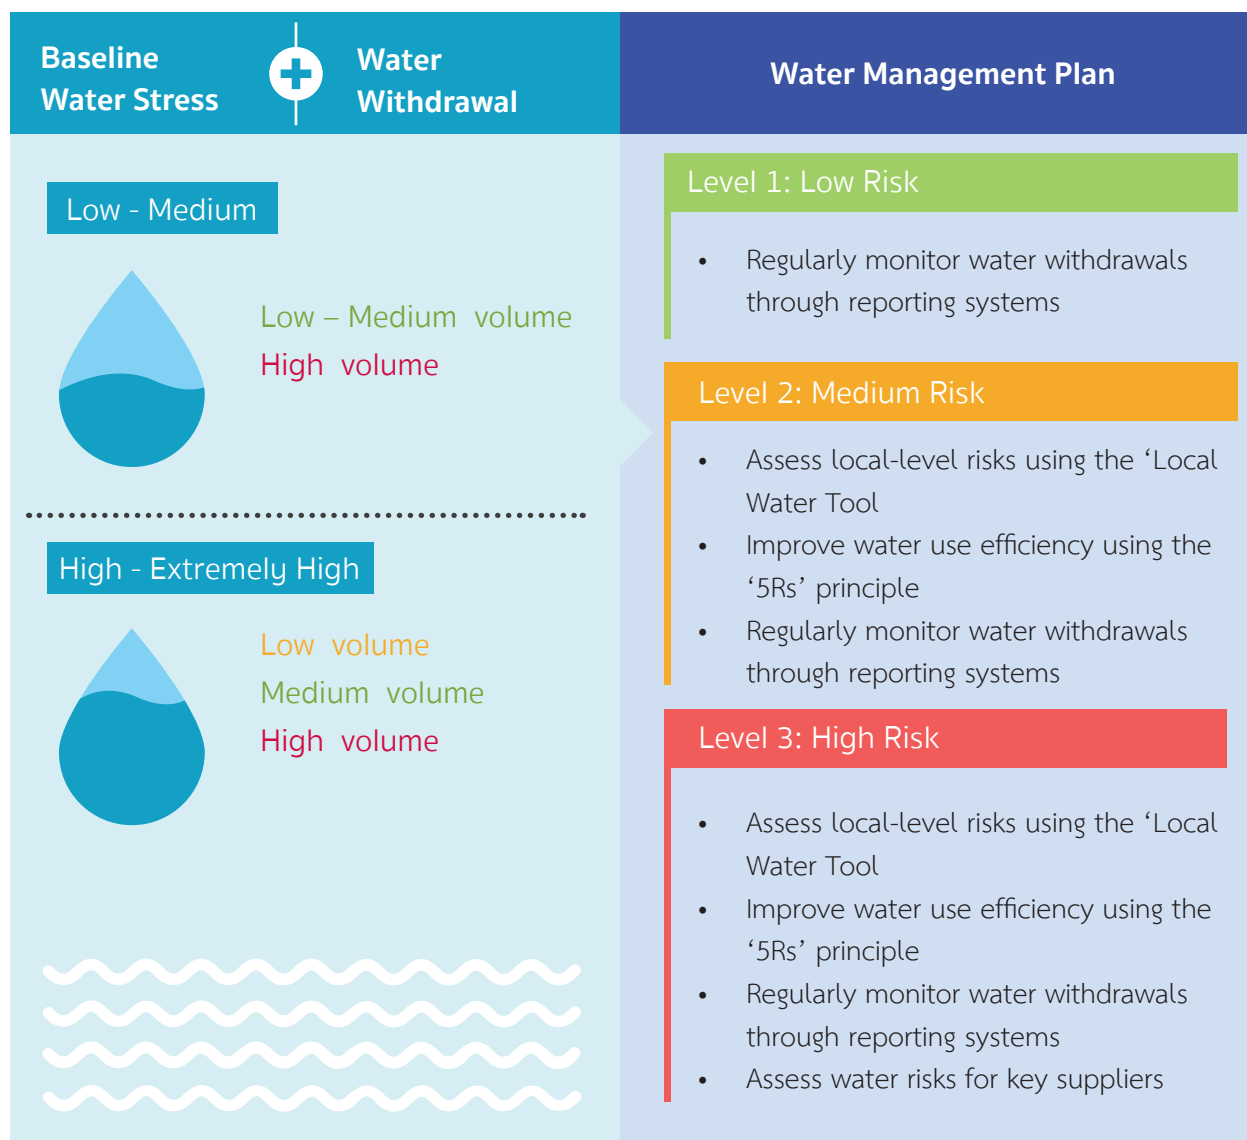 Baseline
Water Stress
Water
Withdrawal
Water Management Plan
Low - Medium
Low – Medium volume
High volume
High - Extremely High
Low volume
Medium volume
High volume
Level 1: Low Risk
• Regularly monitor water withdrawals
through reporting systems
Level 2: Medium Risk
• Assess local-level risks using the ‘Local
Water Tool
• Improve water use efficiency using the
‘5Rs’ principle
• Regularly monitor water withdrawals
through reporting systems
Level 3: High Risk
• Assess local-level risks using the ‘Local
Water Tool
• Improve water use efficiency using the
‘5Rs’ principle
• Regularly monitor water withdrawals
through reporting systems
• Assess water risks for key suppliers